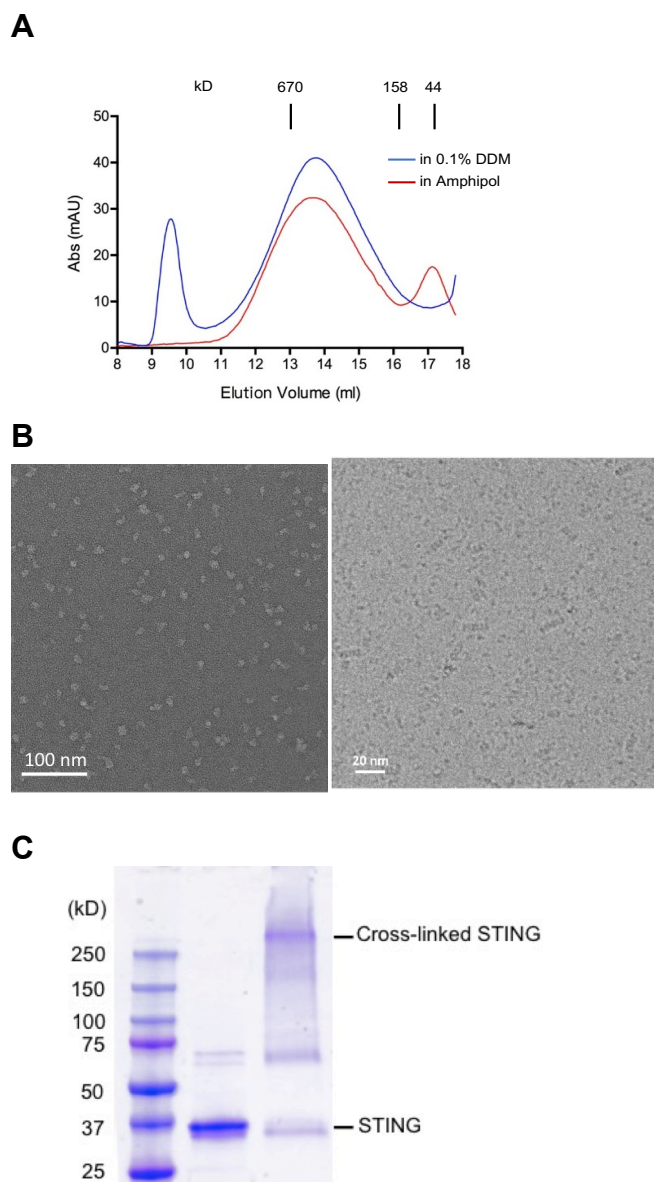 A
kD 670 158 44
50
40
30
20
10
0
Abs (mAU)
in 0.1% DDM
in Amphipol
8 9 10 11 12 13 14 15 16 17 18
Elution Volume (ml)
B
100 nm
20 nm
C
(kD)
250
150
100
75
50
37
25
Cross-linked STING
STING